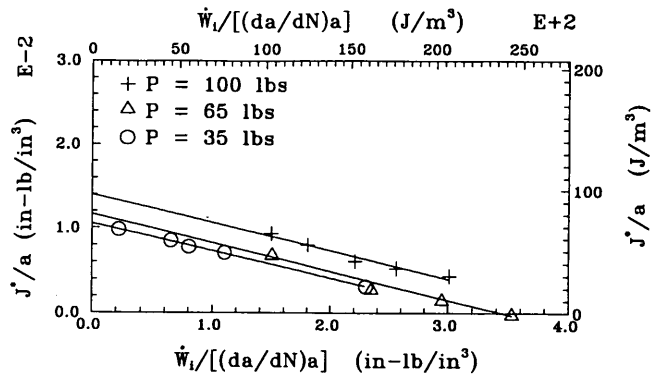 Ẇᵢ/[(da/dN)a] (J/m³) E+2
0 50 100 150 200 250
3.0 2.0 1.0 0.0
E-2
J*/a (in-lb/in³)
+ P = 100 lbs
△ P = 65 lbs
○ P = 35 lbs
200 100 0
J*/a (J/m³)
0.0 1.0 2.0 3.0 4.0
Ẇᵢ/[(da/dN)a] (in-lb/in³)